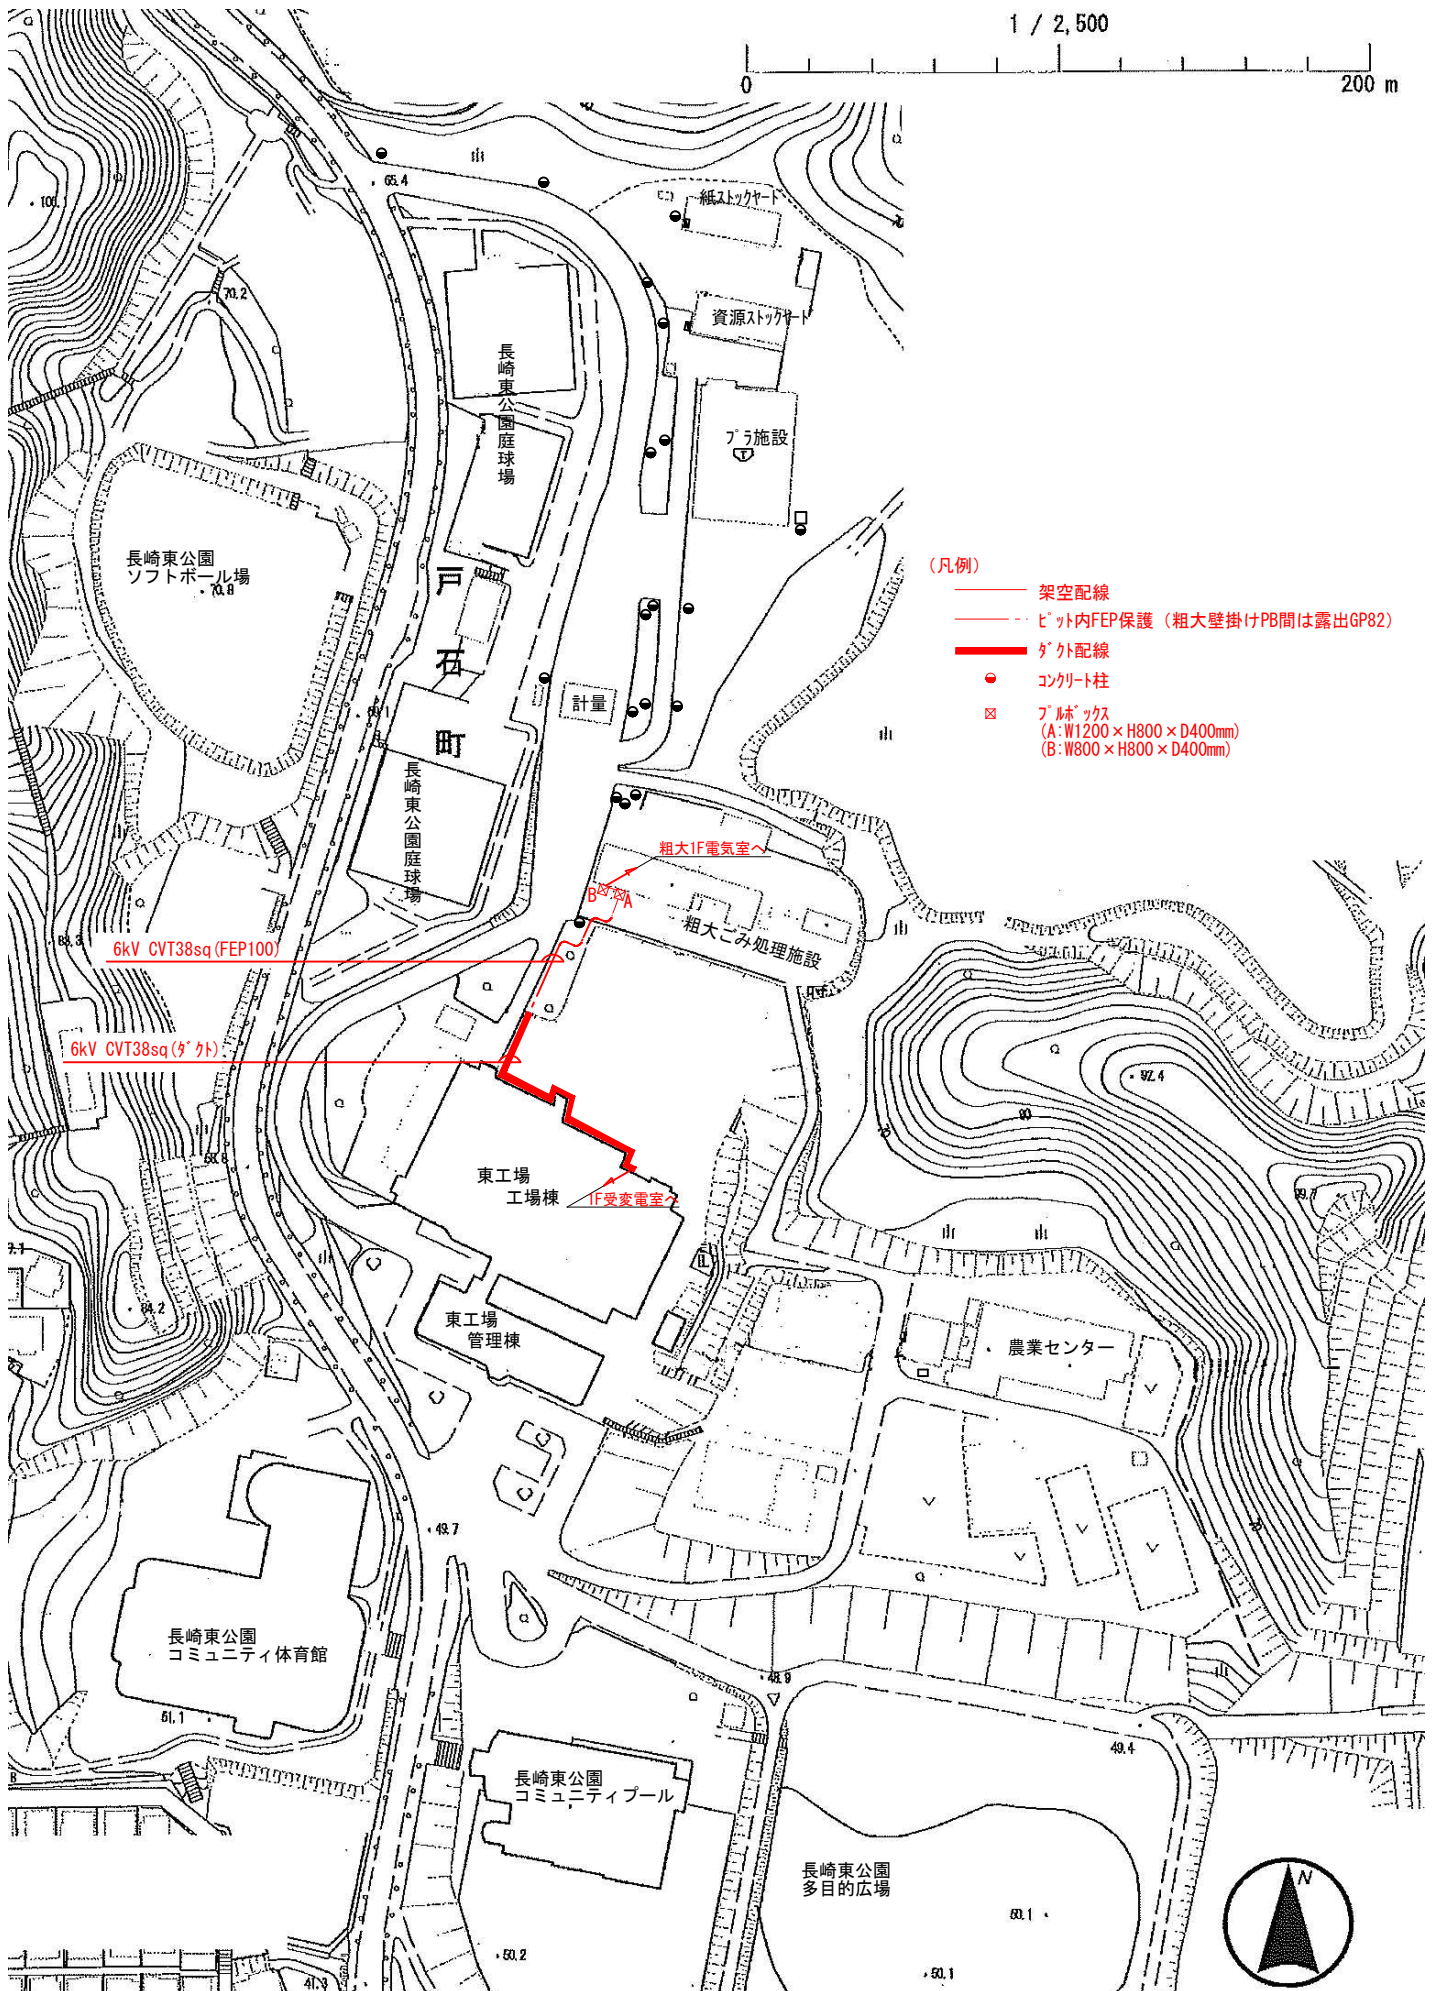 1 / 2,500
0
200 m
65.4
紙ストックヤート
70.2
資源ストックヤート
長崎東公園庭球場
プラ施設
長崎東公園
ソフトボール場
70.8
戸石町
計量
(凡例)
架空配線
ピット内FEP保護 (粗大壁掛けPB間は露出GP82)
ダクト配線
コンクリート柱
プルボックス
(A:W1200×H800×D400mm)
(B:W800×H800×D400mm)
長崎東公園庭球場
粗大1F電気室へ
B
A
粗大ごみ処理施設
6kV CVT38sq(FEP100)
6kV CVT38sq(ダクト)
92.4
90
東工場
工場棟
1F受変電室へ
84.2
東工場
管理棟
農業センター
49.7
長崎東公園
コミュニティ体育館
51.1
48.9
49.4
長崎東公園
コミュニティプール
長崎東公園
多目的広場
N
50.1
50.2
50.1
41.3